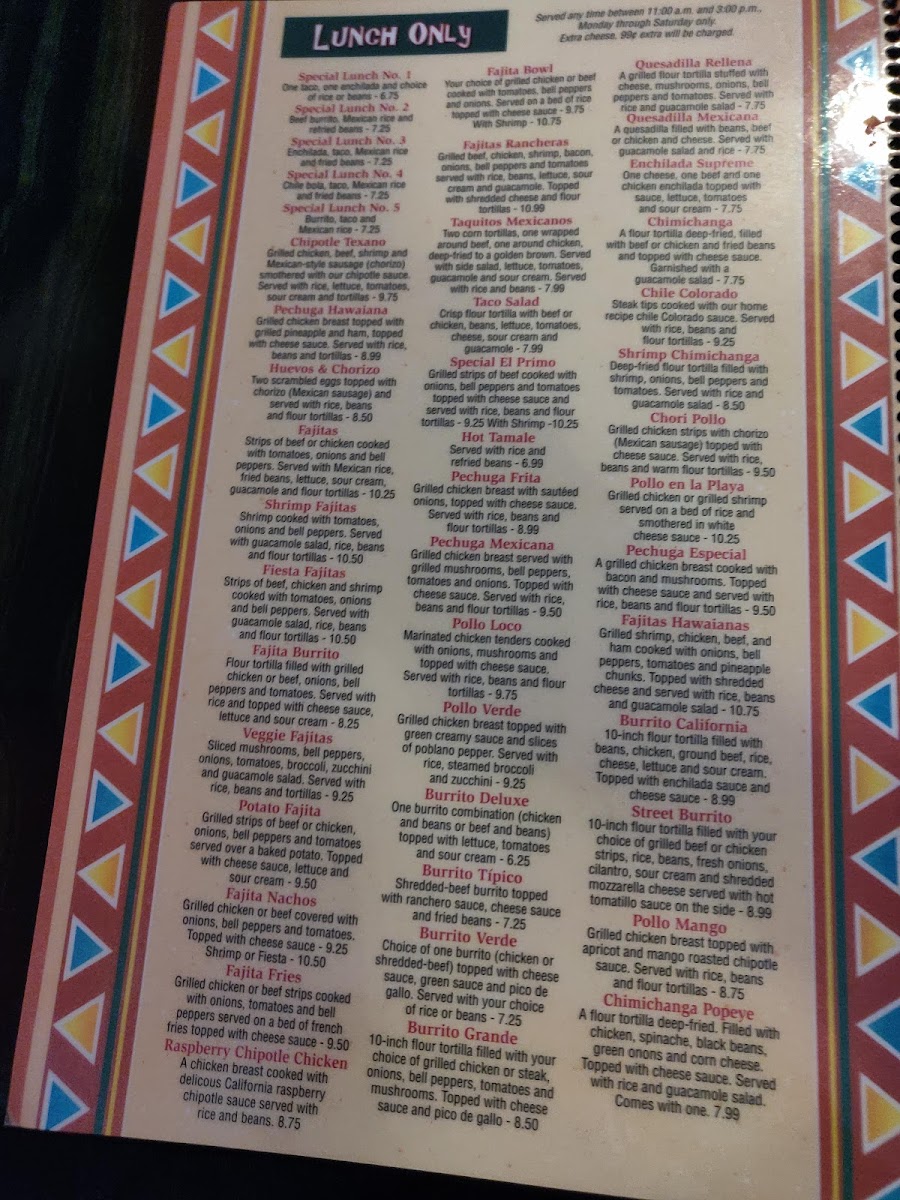 LUNCH ONLY
Served any time between 11:00 a.m. and 3:00 p.m.,
Monday through Saturday only.
Extra cheese, 99¢ extra will be charged.
Special Lunch No. 1
One taco, one enchilada and choice
of rice or beans - 6.75
Special Lunch No. 2
Beef burrito, Mexican rice and
refried beans - 7.25
Special Lunch No. 3
Enchilada, taco, Mexican rice
and fried beans - 7.25
Special Lunch No. 4
Chile bola, taco, Mexican rice
and fried beans - 7.25
Special Lunch No. 5
Burrito, taco and
Mexican rice - 7.25
Chipotle Texano
Grilled chicken, beef, shrimp and
Mexican-style sausage (chorizo)
smothered with our chipotle sauce.
Served with rice, lettuce, tomatoes,
sour cream and tortillas - 9.75
Pechuga Hawaiana
Grilled chicken breast topped with
grilled pineapple and ham, topped
with cheese sauce. Served with rice,
beans and tortillas - 8.99
Huevos & Chorizo
Two scrambled eggs topped with
chorizo (Mexican sausage) and
served with rice, beans
and flour tortillas - 8.50
Fajitas
Strips of beef or chicken cooked
with tomatoes, onions and bell
peppers. Served with Mexican rice,
fried beans, lettuce, sour cream,
guacamole and flour tortillas - 10.25
Shrimp Fajitas
Shrimp cooked with tomatoes,
onions and bell peppers. Served
with guacamole salad, rice, beans
and flour tortillas - 10.50
Fiesta Fajitas
Strips of beef, chicken and shrimp
cooked with tomatoes, onions
and bell peppers. Served with
guacamole salad, rice, beans
and flour tortillas - 10.50
Fajita Burrito
Flour tortilla filled with grilled
chicken or beef, onions, bell
peppers and tomatoes. Served with
rice and topped with cheese sauce,
lettuce and sour cream - 8.25
Veggie Fajitas
Sliced mushrooms, bell peppers,
onions, tomatoes, broccoli, zucchini
and guacamole salad. Served with
rice, beans and tortillas - 9.25
Potato Fajita
Grilled strips of beef or chicken,
onions, bell peppers and tomatoes
served over a baked potato. Topped
with cheese sauce, lettuce and
sour cream - 9.50
Fajita Nachos
Grilled chicken or beef covered with
onions, bell peppers and tomatoes.
Topped with cheese sauce - 9.25
Shrimp or Fiesta - 10.50
Fajita Fries
Grilled chicken or beef strips cooked
with onions, tomatoes and bell
peppers served on a bed of french
fries topped with cheese sauce - 9.50
Raspberry Chipotle Chicken
A chicken breast cooked with
delicous California raspberry
chipotle sauce served with
rice and beans. 8.75
Fajita Bowl
Your choice of grilled chicken or beef
cooked with tomatoes, bell peppers
and onions. Served on a bed of rice
topped with cheese sauce - 9.75
With Shrimp - 10.75
Fajitas Rancheras
Grilled beef, chicken, shrimp, bacon,
onions, bell peppers and tomatoes
served with rice, beans, lettuce, sour
cream and guacamole. Topped
with shredded cheese and flour
tortillas - 10.99
Taquitos Mexicanos
Two corn tortillas, one wrapped
around beef, one around chicken,
deep-fried to a golden brown. Served
with side salad, lettuce, tomatoes,
guacamole and sour cream. Served
with rice and beans - 7.99
Taco Salad
Crisp flour tortilla with beef or
chicken, beans, lettuce, tomatoes,
cheese, sour cream and
guacamole - 7.99
Special El Primo
Grilled strips of beef cooked with
onions, bell peppers and tomatoes
topped with cheese sauce and
served with rice, beans and flour
tortillas - 9.25 With Shrimp -10.25
Hot Tamale
Served with rice and
refried beans - 6.99
Pechuga Frita
Grilled chicken breast with sautéed
onions, topped with cheese sauce.
Served with rice, beans and
flour tortillas - 8.99
Pechuga Mexicana
Grilled chicken breast served with
grilled mushrooms, bell peppers,
tomatoes and onions. Topped with
cheese sauce. Served with rice,
beans and flour tortillas - 9.50
Pollo Loco
Marinated chicken tenders cooked
with onions, mushrooms and
topped with cheese sauce.
Served with rice, beans and flour
tortillas - 9.75
Pollo Verde
Grilled chicken breast topped with
green creamy sauce and slices
of poblano pepper. Served with
rice, steamed broccoli
and zucchini - 9.25
Burrito Deluxe
One burrito combination (chicken
and beans or beef and beans)
topped with lettuce, tomatoes
and sour cream - 6.25
Burrito Típico
Shredded-beef burrito topped
with ranchero sauce, cheese sauce
and fried beans - 7.25
Burrito Verde
Choice of one burrito (chicken or
shredded-beef) topped with cheese
sauce, green sauce and pico de
gallo. Served with your choice
of rice or beans - 7.25
Burrito Grande
10-inch flour tortilla filled with your
choice of grilled chicken or steak,
onions, bell peppers, tomatoes and
mushrooms. Topped with cheese
sauce and pico de gallo - 8.50
Quesadilla Rellena
A grilled flour tortilla stuffed with
cheese, mushrooms, onions, bell
peppers and tomatoes. Served with
rice and guacamole salad - 7.75
Quesadilla Mexicana
A quesadilla filled with beans, beef
or chicken and cheese. Served with
guacamole salad and rice - 7.75
Enchilada Supreme
One cheese, one beef and one
chicken enchilada topped with
sauce, lettuce, tomatoes
and sour cream - 7.75
Chimichanga
A flour tortilla deep-fried, filled
with beef or chicken and fried beans
and topped with cheese sauce.
Garnished with a
guacamole salad - 7.75
Chile Colorado
Steak tips cooked with our home
recipe chile Colorado sauce. Served
with rice, beans and
flour tortillas - 9.25
Shrimp Chimichanga
Deep-fried flour tortilla filled with
shrimp, onions, bell peppers and
tomatoes. Served with rice and
guacamole salad - 8.50
Chori Pollo
Grilled chicken strips with chorizo
(Mexican sausage) topped with
cheese sauce. Served with rice,
beans and warm flour tortillas - 9.50
Pollo en la Playa
Grilled chicken or grilled shrimp
served on a bed of rice and
smothered in white
cheese sauce - 10.25
Pechuga Especial
A grilled chicken breast cooked with
bacon and mushrooms. Topped
with cheese sauce and served with
rice, beans and flour tortillas - 9.50
Fajitas Hawaianas
Grilled shrimp, chicken, beef, and
ham cooked with onions, bell
peppers, tomatoes and pineapple
chunks. Topped with shredded
cheese and served with rice, beans
and guacamole salad - 10.75
Burrito California
10-inch flour tortilla filled with
beans, chicken, ground beef, rice,
cheese, lettuce and sour cream.
Topped with enchilada sauce and
cheese sauce - 8.99
Street Burrito
10-inch flour tortilla filled with your
choice of grilled beef or chicken
strips, rice, beans, fresh onions,
cilantro, sour cream and shredded
mozzarella cheese served with hot
tomatillo sauce on the side - 8.99
Pollo Mango
Grilled chicken breast topped with
apricot and mango roasted chipotle
sauce. Served with rice, beans
and flour tortillas - 8.75
Chimichanga Popeye
A flour tortilla deep-fried. Filled with
chicken, spinache, black beans,
green onons and corn cheese.
Topped with cheese sauce. Served
with rice and guacamole salad.
Comes with one. 7.99